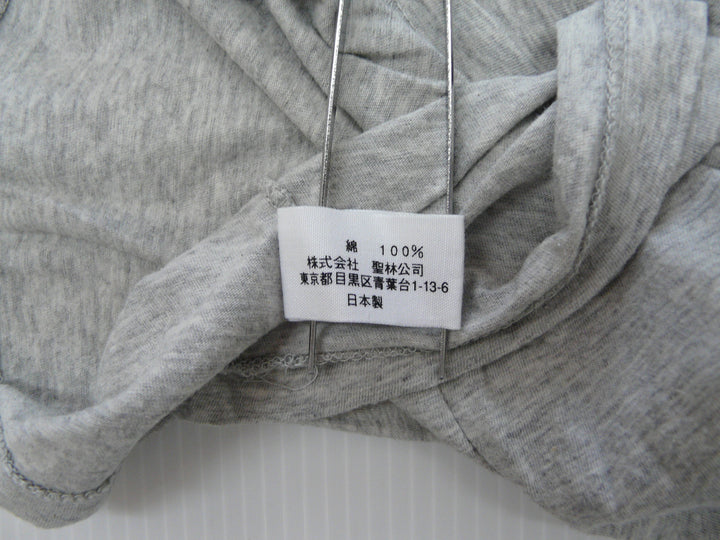 綿 100%
株式会社 聖林公司
東京都目黒区青葉台1-13-6
日本製